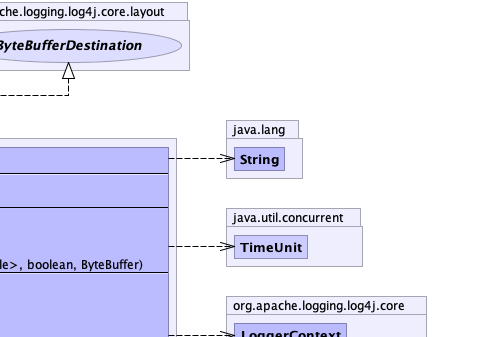 che.logging.log4j.core.layout
ByteBufferDestination
java.lang
String
java.util.concurrent
TimeUnit
le>, boolean, ByteBuffer)
org.apache.logging.log4j.core
LoggerContext